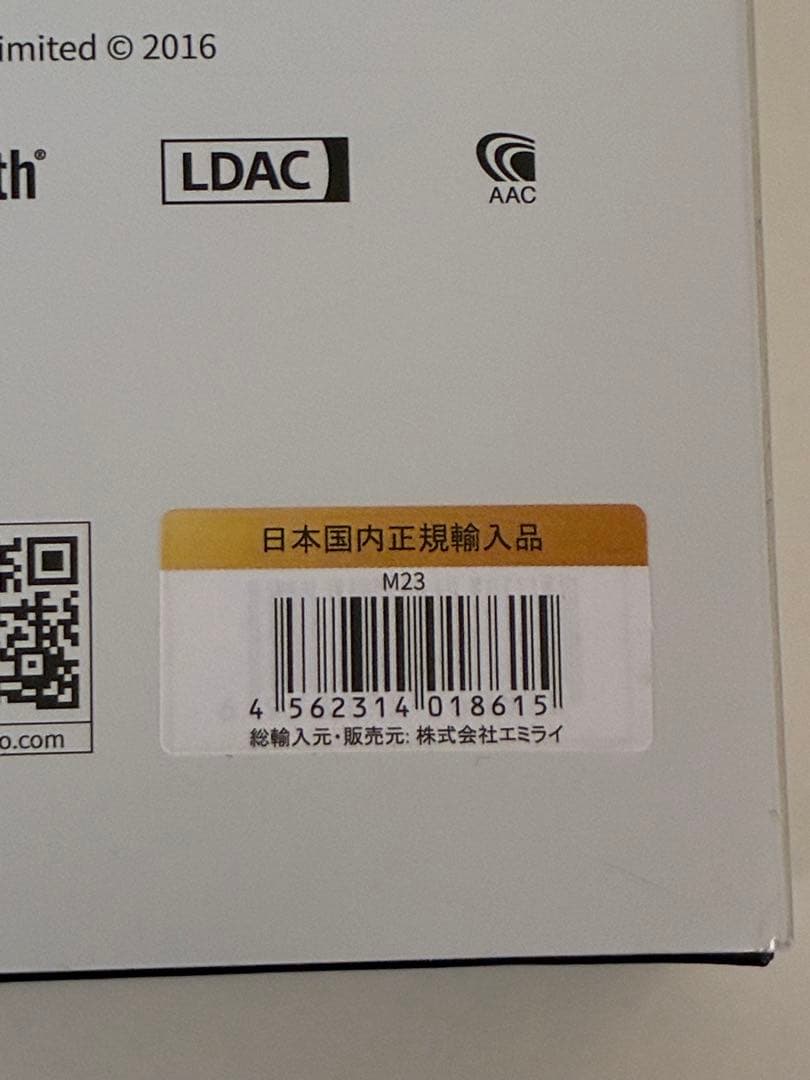 imited © 2016
th®
LDAC
AAC
日本国内正規輸入品
M23
4 562314 018615
o.com
総輸入元・販売元: 株式会社エミライ